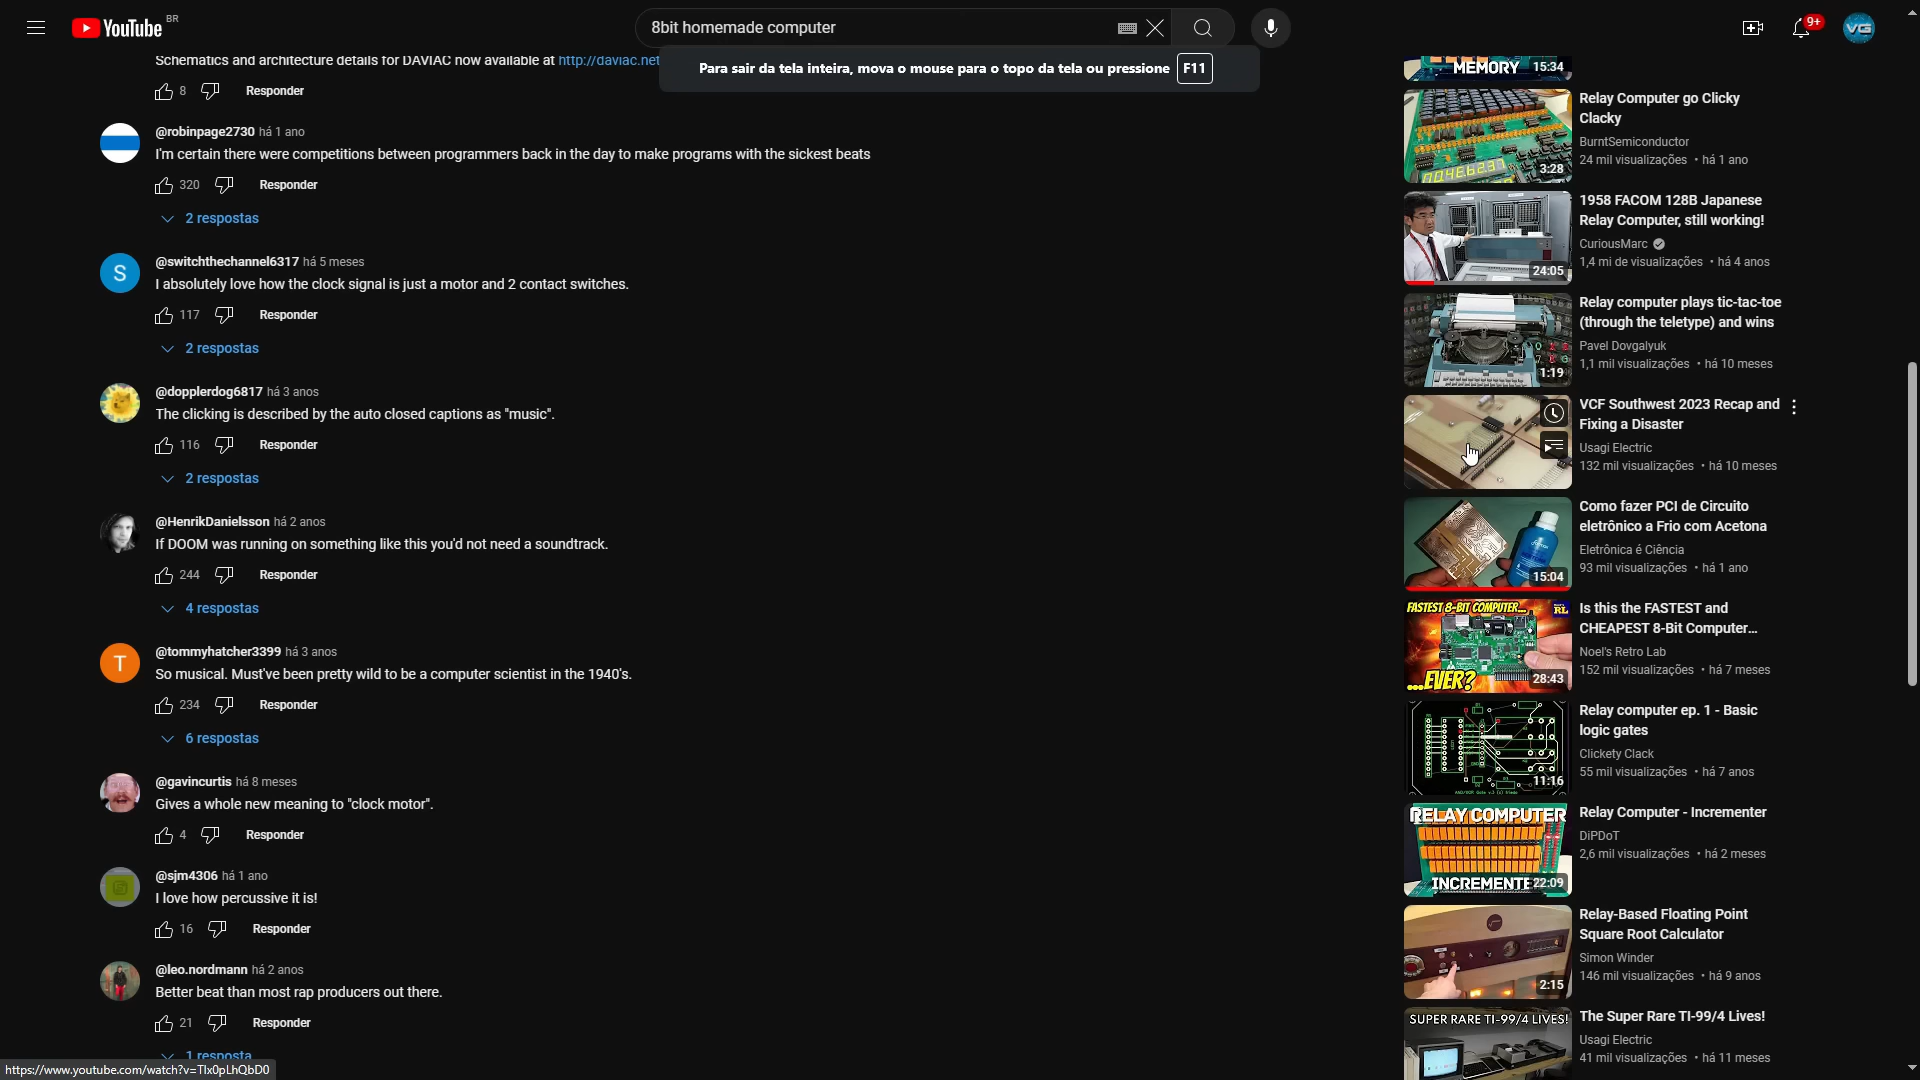 YouTube BR
8bit homemade computer
9+
VG
Para sair da tela inteira, mova o mouse para o topo da tela ou pressione F11
Schematics and architecture details for DAVIAC now available at http://daviac.net
8 Responder
@robinpage2730 há 1 ano
I'm certain there were competitions between programmers back in the day to make programs with the sickest beats
320 Responder
2 respostas
S
@switchthechannel6317 há 5 meses
I absolutely love how the clock signal is just a motor and 2 contact switches.
117 Responder
2 respostas
@dopplerdog6817 há 3 anos
The clicking is described by the auto closed captions as "music".
116 Responder
2 respostas
@HenrikDanielsson há 2 anos
If DOOM was running on something like this you'd not need a soundtrack.
244 Responder
4 respostas
T
@tommyhatcher3399 há 3 anos
So musical. Must've been pretty wild to be a computer scientist in the 1940's.
234 Responder
6 respostas
@gavincurtis há 8 meses
Gives a whole new meaning to "clock motor".
4 Responder
@sjm4306 há 1 ano
I love how percussive it is!
16 Responder
@leo.nordmann há 2 anos
Better beat than most rap producers out there.
21 Responder
1 resposta
https://www.youtube.com/watch?v=TIx0pLhQbD0
MEMORY 15:34
Relay Computer go Clicky
Clacky
BurntSemiconductor
24 mil visualizações • há 1 ano
3:28
1958 FACOM 128B Japanese
Relay Computer, still working!
CuriousMarc
1,4 mi de visualizações • há 4 anos
24:05
Relay computer plays tic-tac-toe
(through the teletype) and wins
Pavel Dovgalyuk
1,1 mil visualizações • há 10 meses
1:19
VCF Southwest 2023 Recap and
Fixing a Disaster
Usagi Electric
132 mil visualizações • há 10 meses
Como fazer PCI de Circuito
eletrônico a Frio com Acetona
Eletrônica é Ciência
93 mil visualizações • há 1 ano
15:04
FASTEST 8-BIT COMPUTER... RL
...EVER?
28:43
Is this the FASTEST and
CHEAPEST 8-Bit Computer...
Noel's Retro Lab
152 mil visualizações • há 7 meses
Relay computer ep. 1 - Basic
logic gates
Clickety Clack
55 mil visualizações • há 7 anos
11:16
RELAY COMPUTER
INCREMENTE 22:09
Relay Computer - Incrementer
DiPDoT
2,6 mil visualizações • há 2 meses
Relay-Based Floating Point
Square Root Calculator
Simon Winder
146 mil visualizações • há 9 anos
2:15
SUPER RARE TI-99/4 LIVES!
The Super Rare TI-99/4 Lives!
Usagi Electric
41 mil visualizações • há 11 meses